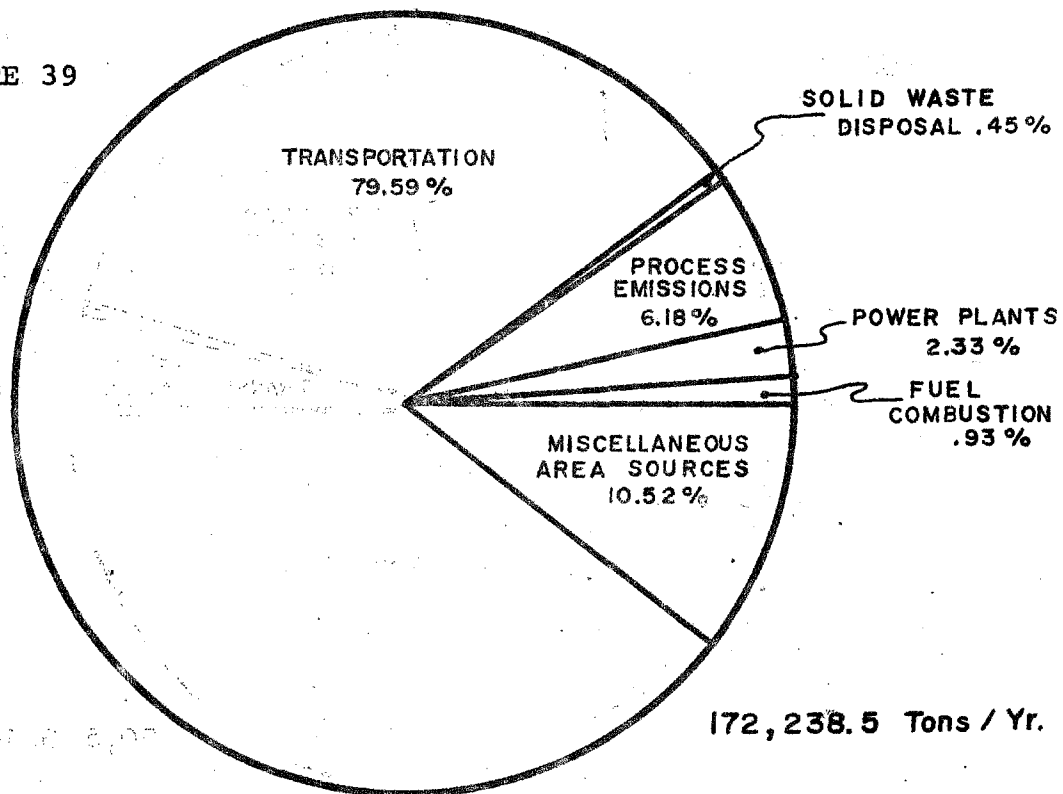 E 39
SOLID WASTE
DISPOSAL .45%
TRANSPORTATION
79.59%
PROCESS
EMISSIONS
6.18%
POWER PLANTS
2.33%
FUEL
COMBUSTION
.93%
MISCELLANEOUS
AREA SOURCES
10.52%
172,238.5 Tons / Yr.